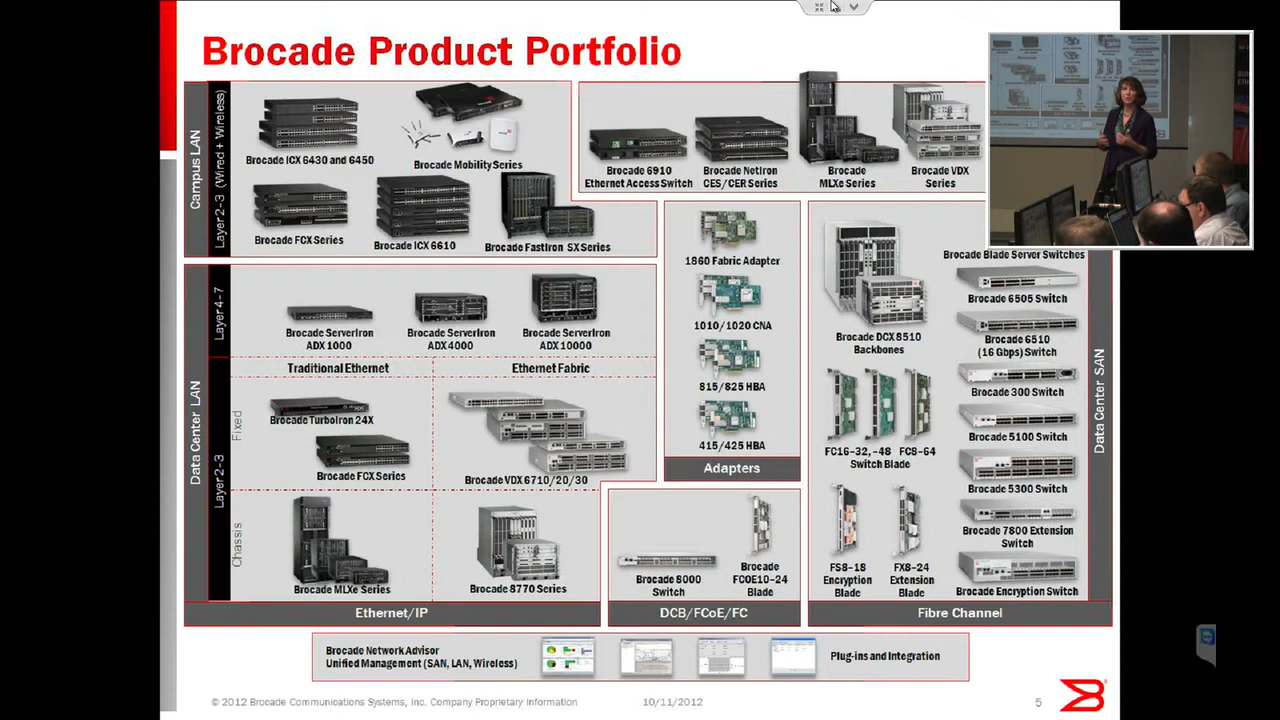 Brocade Product Portfolio
Campus LAN
Layer2-3 (Wired + Wireless)
Brocade ICX 6430 and 6450
Brocade Mobility Series
Brocade FCX Series
Brocade ICX 6610
Brocade FastIron SX Series
Brocade 6910
Ethernet Access Switch
Brocade NetIron
CES/CER Series
Brocade
MLXe Series
Brocade VDX
Series
Data Center LAN
Layer4-7
Brocade ServerIron
ADX 1000
Brocade ServerIron
ADX 4000
Brocade ServerIron
ADX 10000
Layer2-3
Traditional Ethernet
Ethernet Fabric
Fixed
Brocade TurboIron 24X
Brocade FCX Series
Brocade VDX 6710/20/30
Chassis
Brocade MLXe Series
Brocade 8770 Series
Ethernet/IP
1860 Fabric Adapter
1010/1020 CNA
815/825 HBA
415/425 HBA
Adapters
Brocade 8000
Switch
Brocade
FCOE10-24
Blade
DCB/FCoE/FC
Brocade DCX 8510
Backbones
FC16-32,-48
Switch Blade
FC8-64
FS8-18
Encryption
Blade
FX8-24
Extension
Blade
Brocade Blade Server Switches
Brocade 6505 Switch
Brocade 6510
(16 Gbps) Switch
Brocade 300 Switch
Brocade 5100 Switch
Brocade 5300 Switch
Brocade 7800 Extension
Switch
Brocade Encryption Switch
Fibre Channel
Data Center SAN
Brocade Network Advisor
Unified Management (SAN, LAN, Wireless)
Plug-ins and Integration
© 2012 Brocade Communications Systems, Inc. Company Proprietary Information
10/11/2012
5